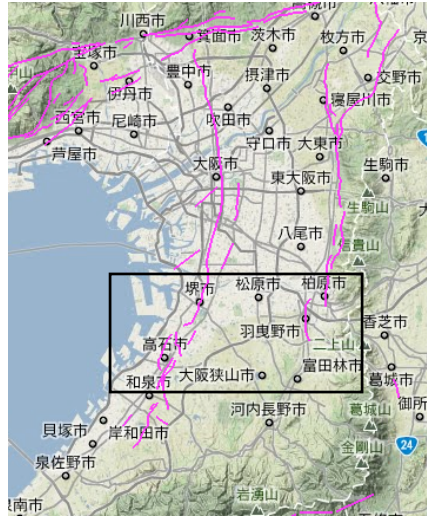 川西市
箕面市
茨木市
枚方市
宝塚市
豊中市
摂津市
交野市
伊丹市
寝屋川市
西宮市
尼崎市
吹田市
守口市
大東市
芦屋市
大阪市
東大阪市
生駒市
生駒山
八尾市
信貴山
堺市
松原市
柏原市
羽曳野市
二上山
香芝市
高石市
和泉市
大阪狭山市
富田林市
葛城市
貝塚市
岸和田市
河内長野市
葛城山
御所
24
泉佐野市
金剛山
岩湧山
泉南市